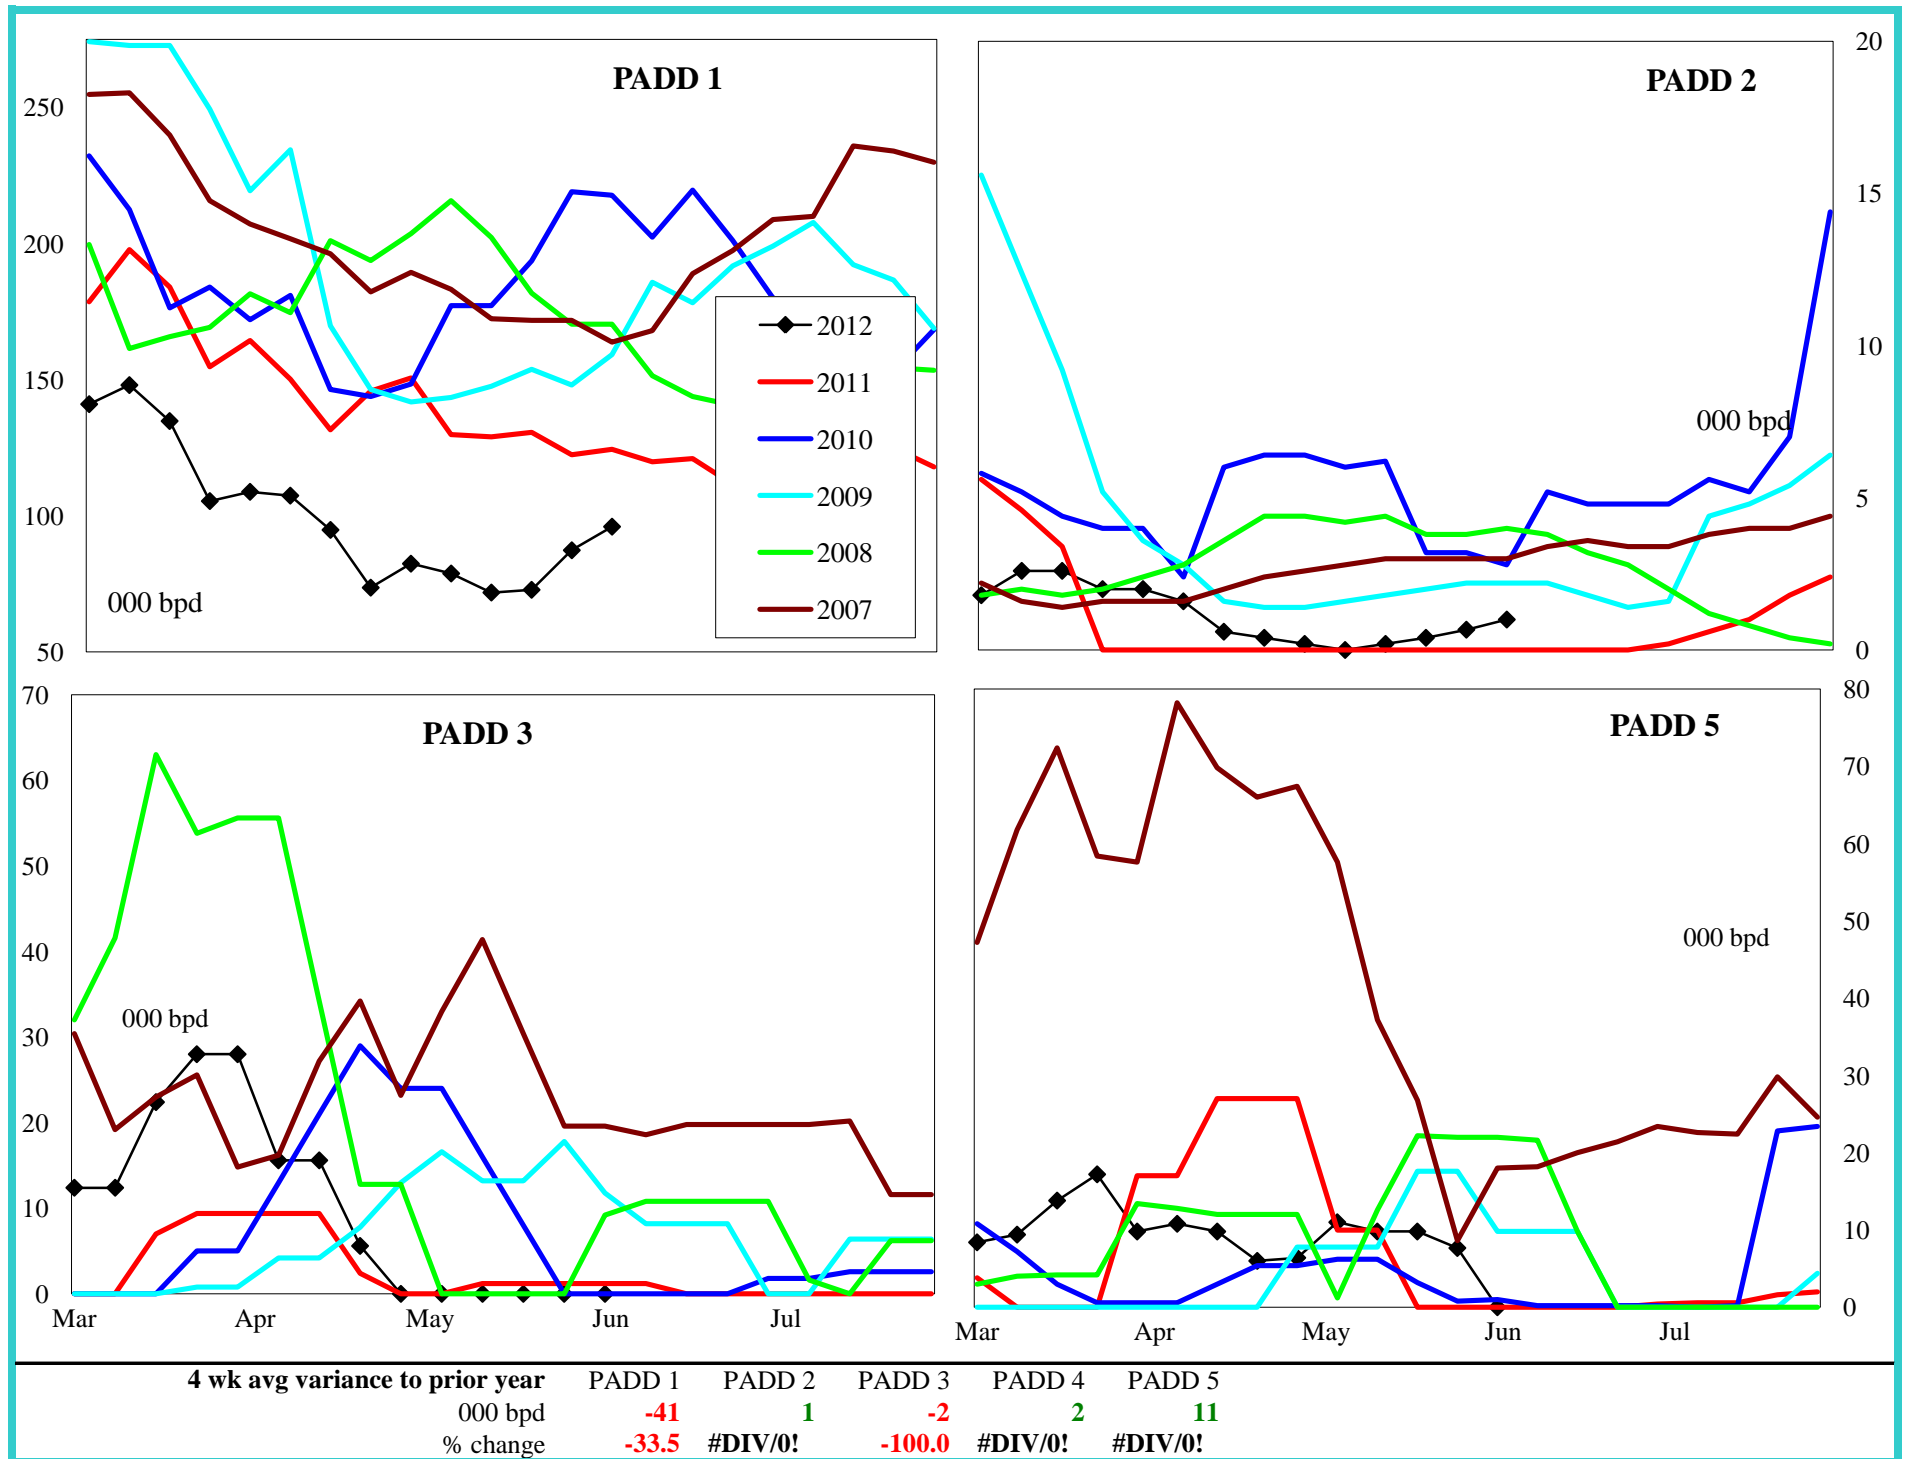 PADD 1
250
200
150
100
50
000 bpd
2012
2011
2010
2009
2008
2007
PADD 2
20
15
10
5
0
000 bpd
PADD 3
70
60
50
40
30
20
10
0
000 bpd
Mar Apr May Jun Jul
PADD 5
80
70
60
50
40
30
20
10
0
000 bpd
Mar Apr May Jun Jul
4 wk avg variance to prior year PADD 1 PADD 2 PADD 3 PADD 4 PADD 5
000 bpd -41 1 -2 2 11
% change -33.5 #DIV/0! -100.0 #DIV/0! #DIV/0!